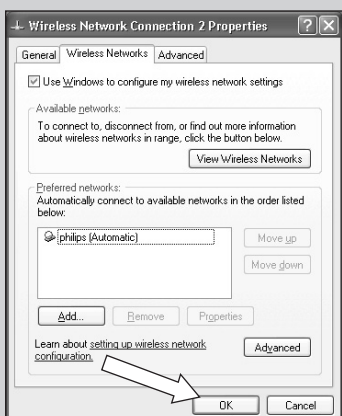 Wireless Network Connection 2 Properties
General Wireless Networks Advanced
Use Windows to configure my wireless network settings
Available networks:
To connect to, disconnect from, or find out more information
about wireless networks in range, click the button below.
View Wireless Networks
Preferred networks:
Automatically connect to available networks in the order listed
below:
philips (Automatic)
Move up
Move down
Add... Remove Properties
Learn about setting up wireless network
configuration.
Advanced
OK Cancel